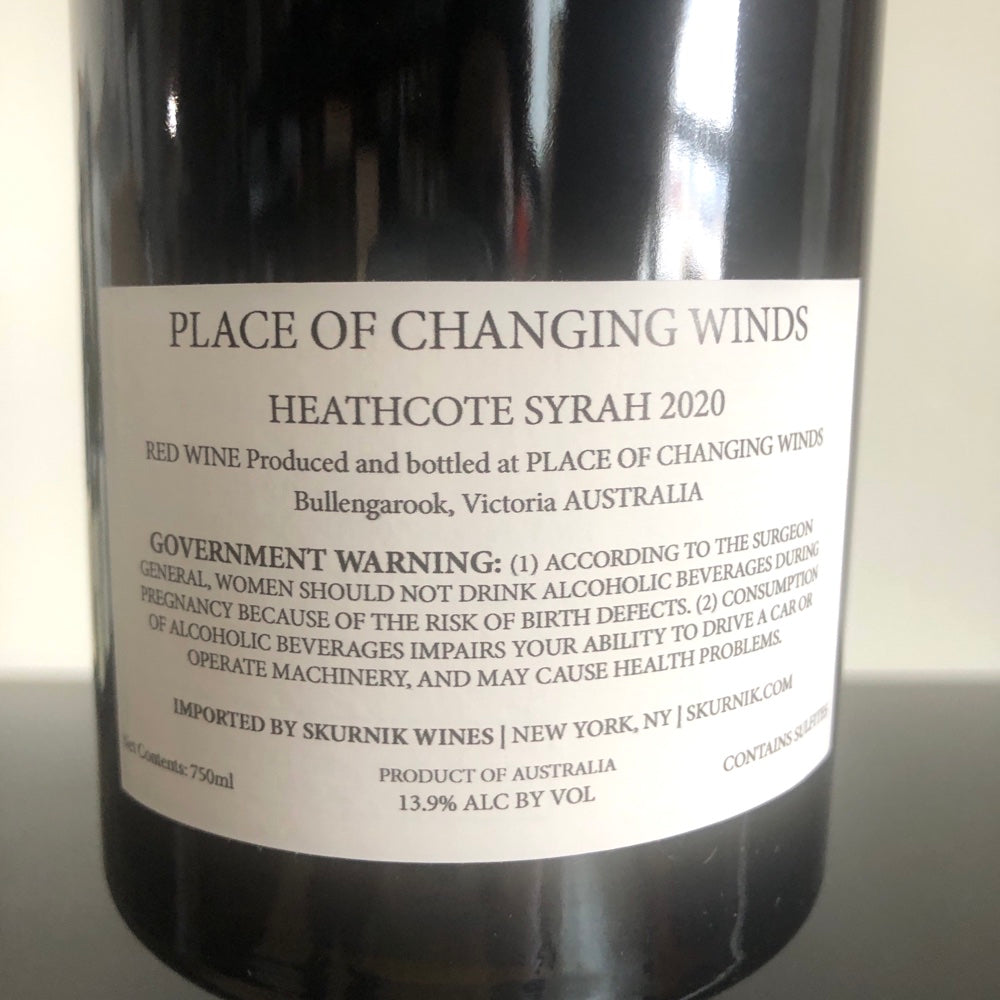 PLACE OF CHANGING WINDS
HEATHCOTE SYRAH 2020
RED WINE Produced and bottled at PLACE OF CHANGING WINDS
Bullengarook, Victoria AUSTRALIA
GOVERNMENT WARNING: (1) ACCORDING TO THE SURGEON
GENERAL, WOMEN SHOULD NOT DRINK ALCOHOLIC BEVERAGES DURING
PREGNANCY BECAUSE OF THE RISK OF BIRTH DEFECTS. (2) CONSUMPTION
OF ALCOHOLIC BEVERAGES IMPAIRS YOUR ABILITY TO DRIVE A CAR OR
OPERATE MACHINERY, AND MAY CAUSE HEALTH PROBLEMS.
IMPORTED BY SKURNIK WINES | NEW YORK, NY | SKURNIK.COM
Net Contents: 750ml
PRODUCT OF AUSTRALIA
CONTAINS SULFITES
13.9% ALC BY VOL